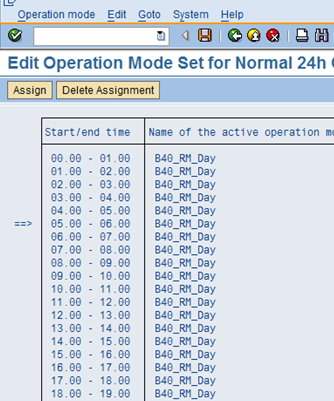 Operation mode Edit Goto System Help
Edit Operation Mode Set for Normal 24h
Assign Delete Assignment
Start/end time Name of the active operation
00.00 - 01.00 B40_RM_Day
01.00 - 02.00 B40_RM_Day
02.00 - 03.00 B40_RM_Day
03.00 - 04.00 B40_RM_Day
04.00 - 05.00 B40_RM_Day
==> 05.00 - 06.00 B40_RM_Day
06.00 - 07.00 B40_RM_Day
07.00 - 08.00 B40_RM_Day
08.00 - 09.00 B40_RM_Day
09.00 - 10.00 B40_RM_Day
10.00 - 11.00 B40_RM_Day
11.00 - 12.00 B40_RM_Day
12.00 - 13.00 B40_RM_Day
13.00 - 14.00 B40_RM_Day
14.00 - 15.00 B40_RM_Day
15.00 - 16.00 B40_RM_Day
16.00 - 17.00 B40_RM_Day
17.00 - 18.00 B40_RM_Day
18.00 - 19.00 B40_RM_Day